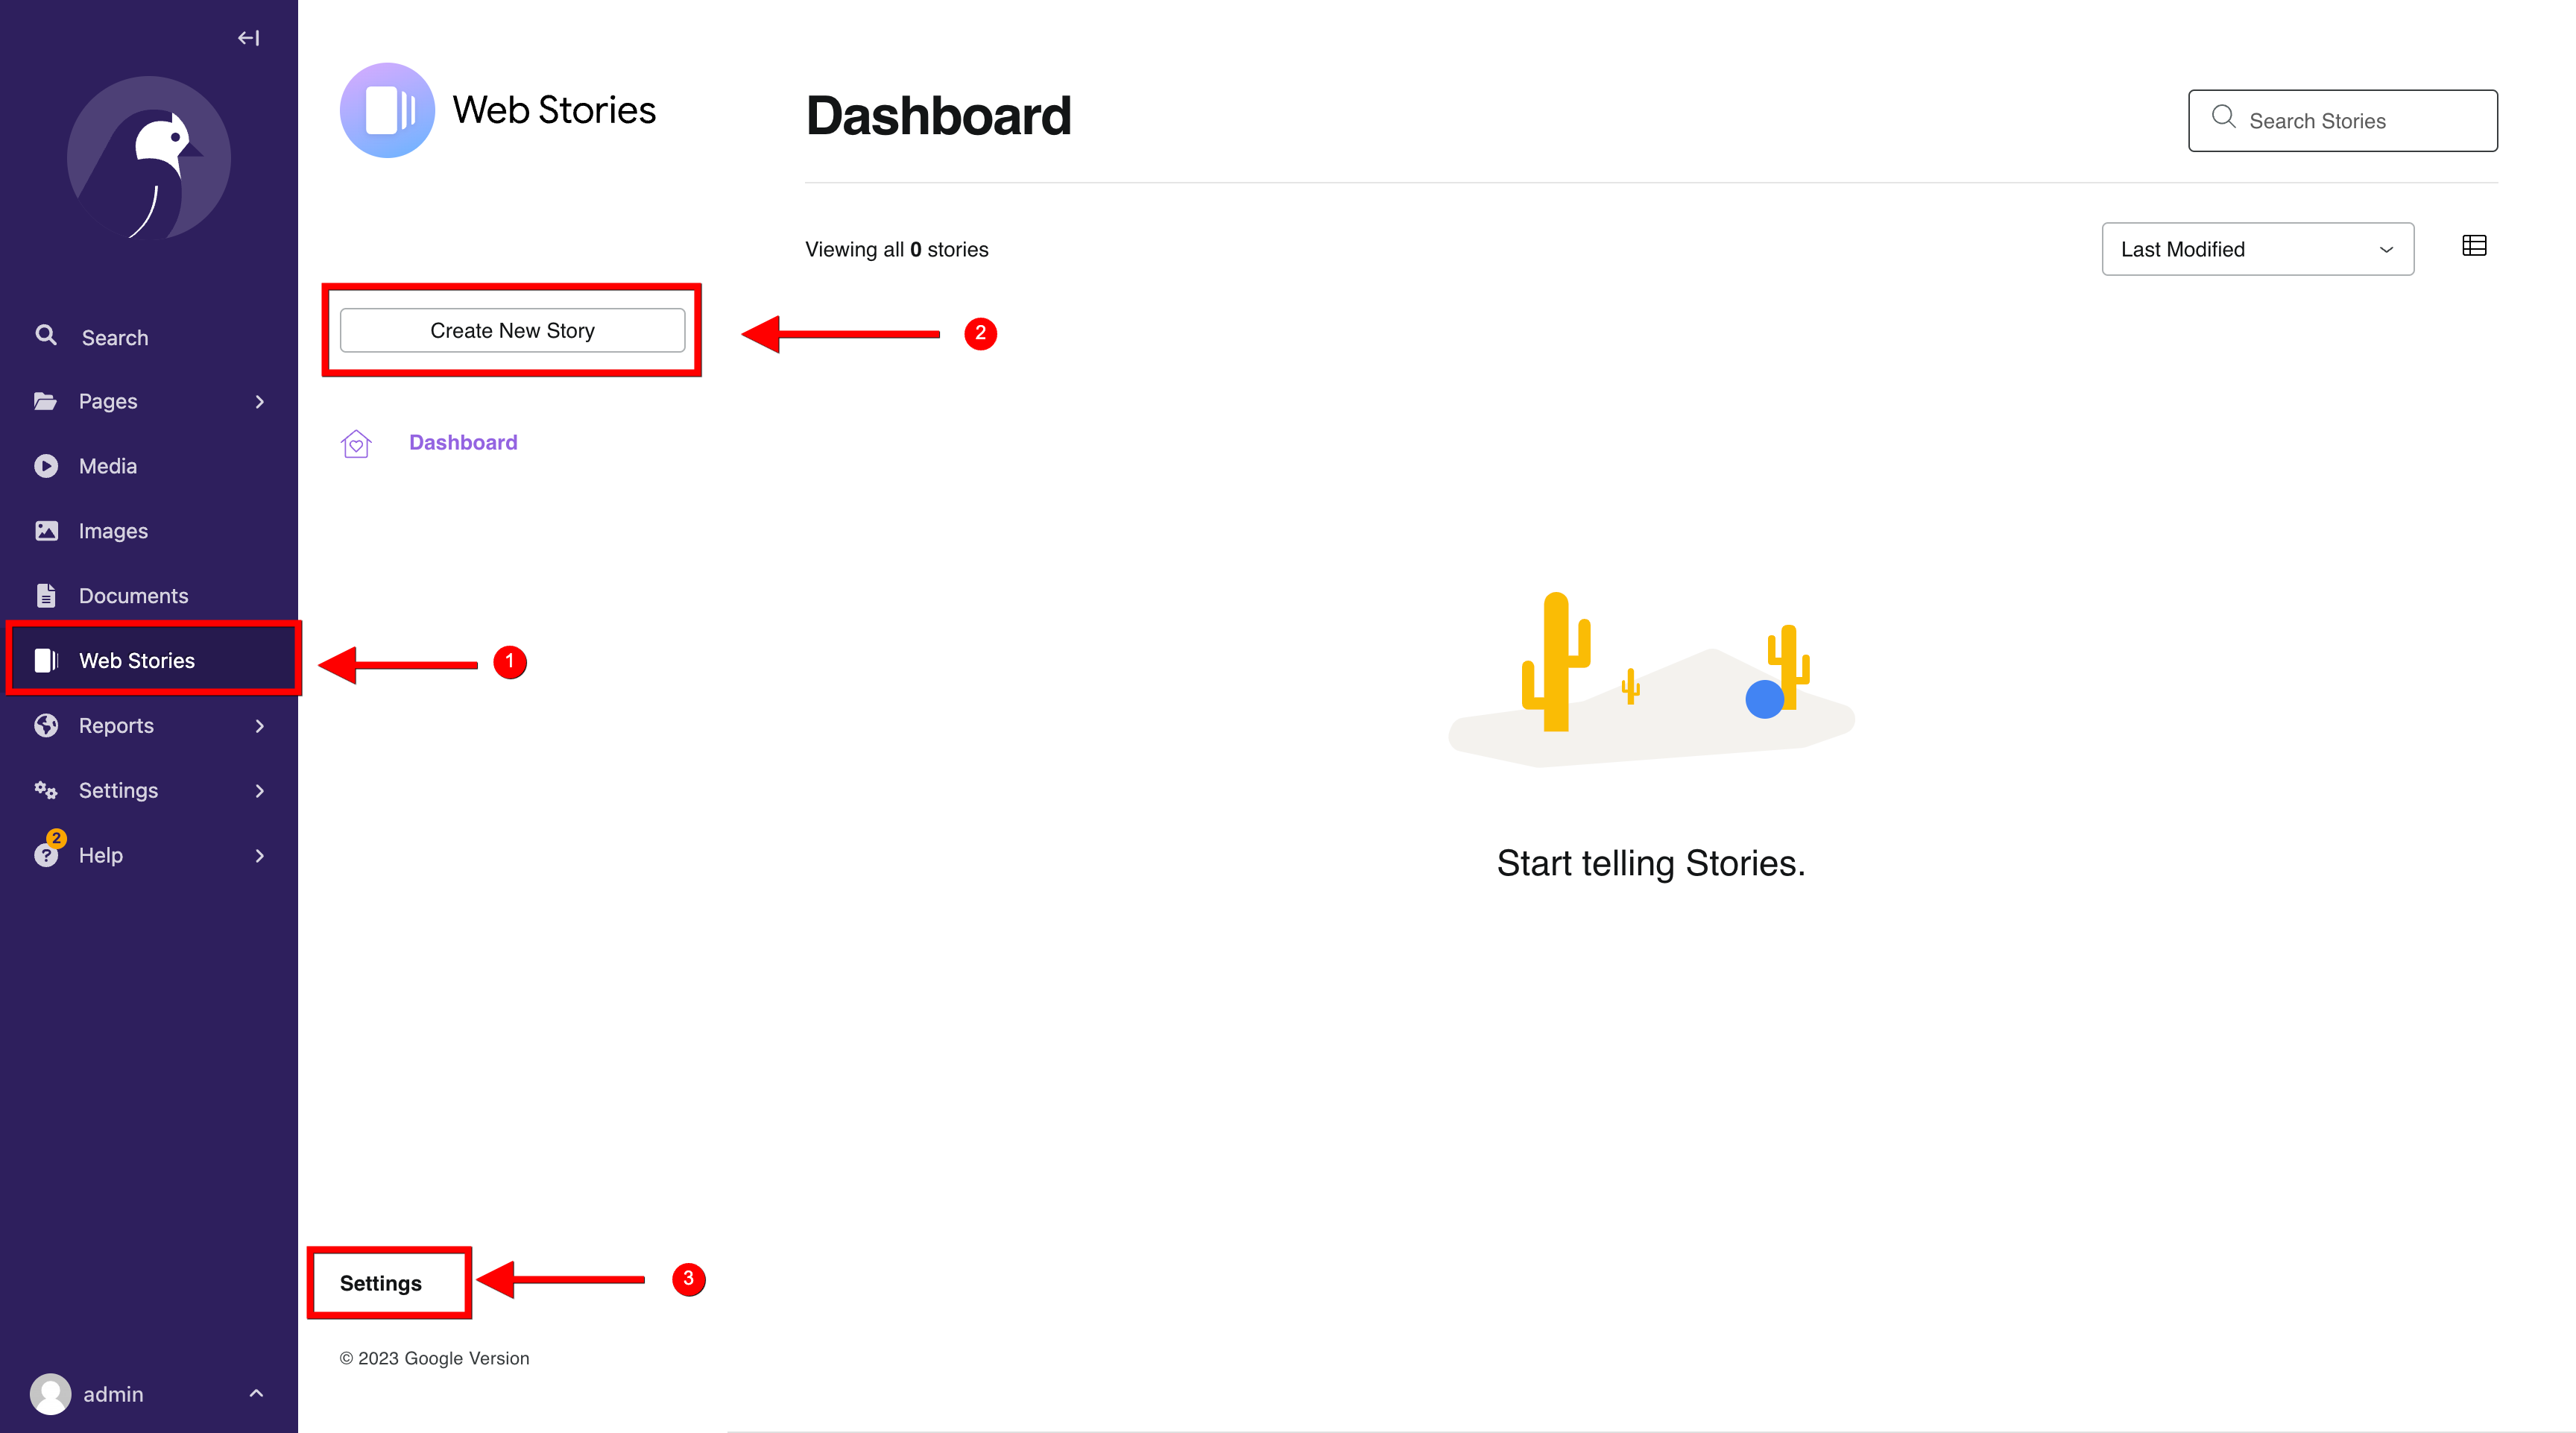 Search
Pages
Media
Images
Documents
Web Stories
Reports
Settings
2
?
Help
admin
Web Stories
Create New Story
2
Dashboard
1
Settings
3
© 2023 Google Version
Dashboard
Search Stories
Viewing all 0 stories
Last Modified
Start telling Stories.